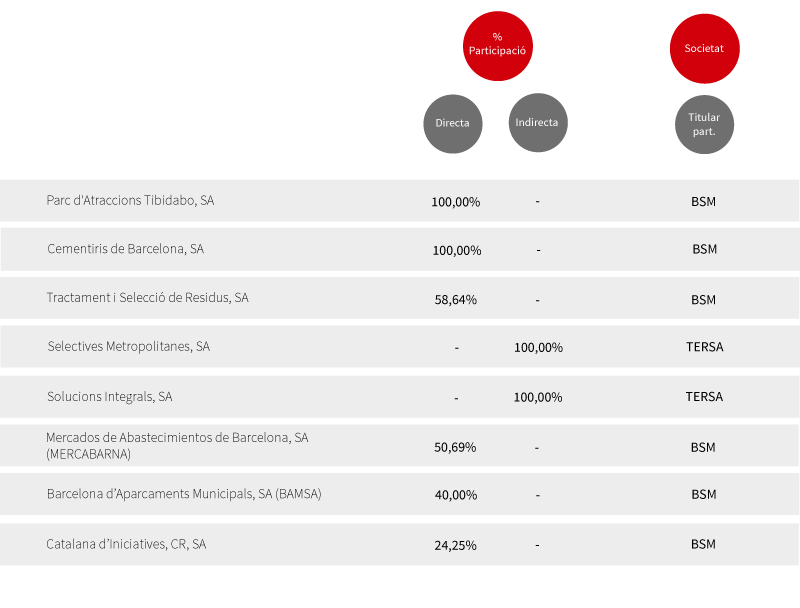 %
Participació
Societat
Directa
Indirecta
Titular
part.
Parc d'Atraccions Tibidabo, SA 100,00% - BSM
Cementiris de Barcelona, SA 100,00% - BSM
Tractament i Selecció de Residus, SA 58,64% - BSM
Selectives Metropolitanes, SA - 100,00% TERSA
Solucions Integrals, SA - 100,00% TERSA
Mercados de Abastecimientos de Barcelona, SA
(MERCABARNA) 50,69% - BSM
Barcelona d’Aparcaments Municipals, SA (BAMSA) 40,00% - BSM
Catalana d’Iniciatives, CR, SA 24,25% - BSM